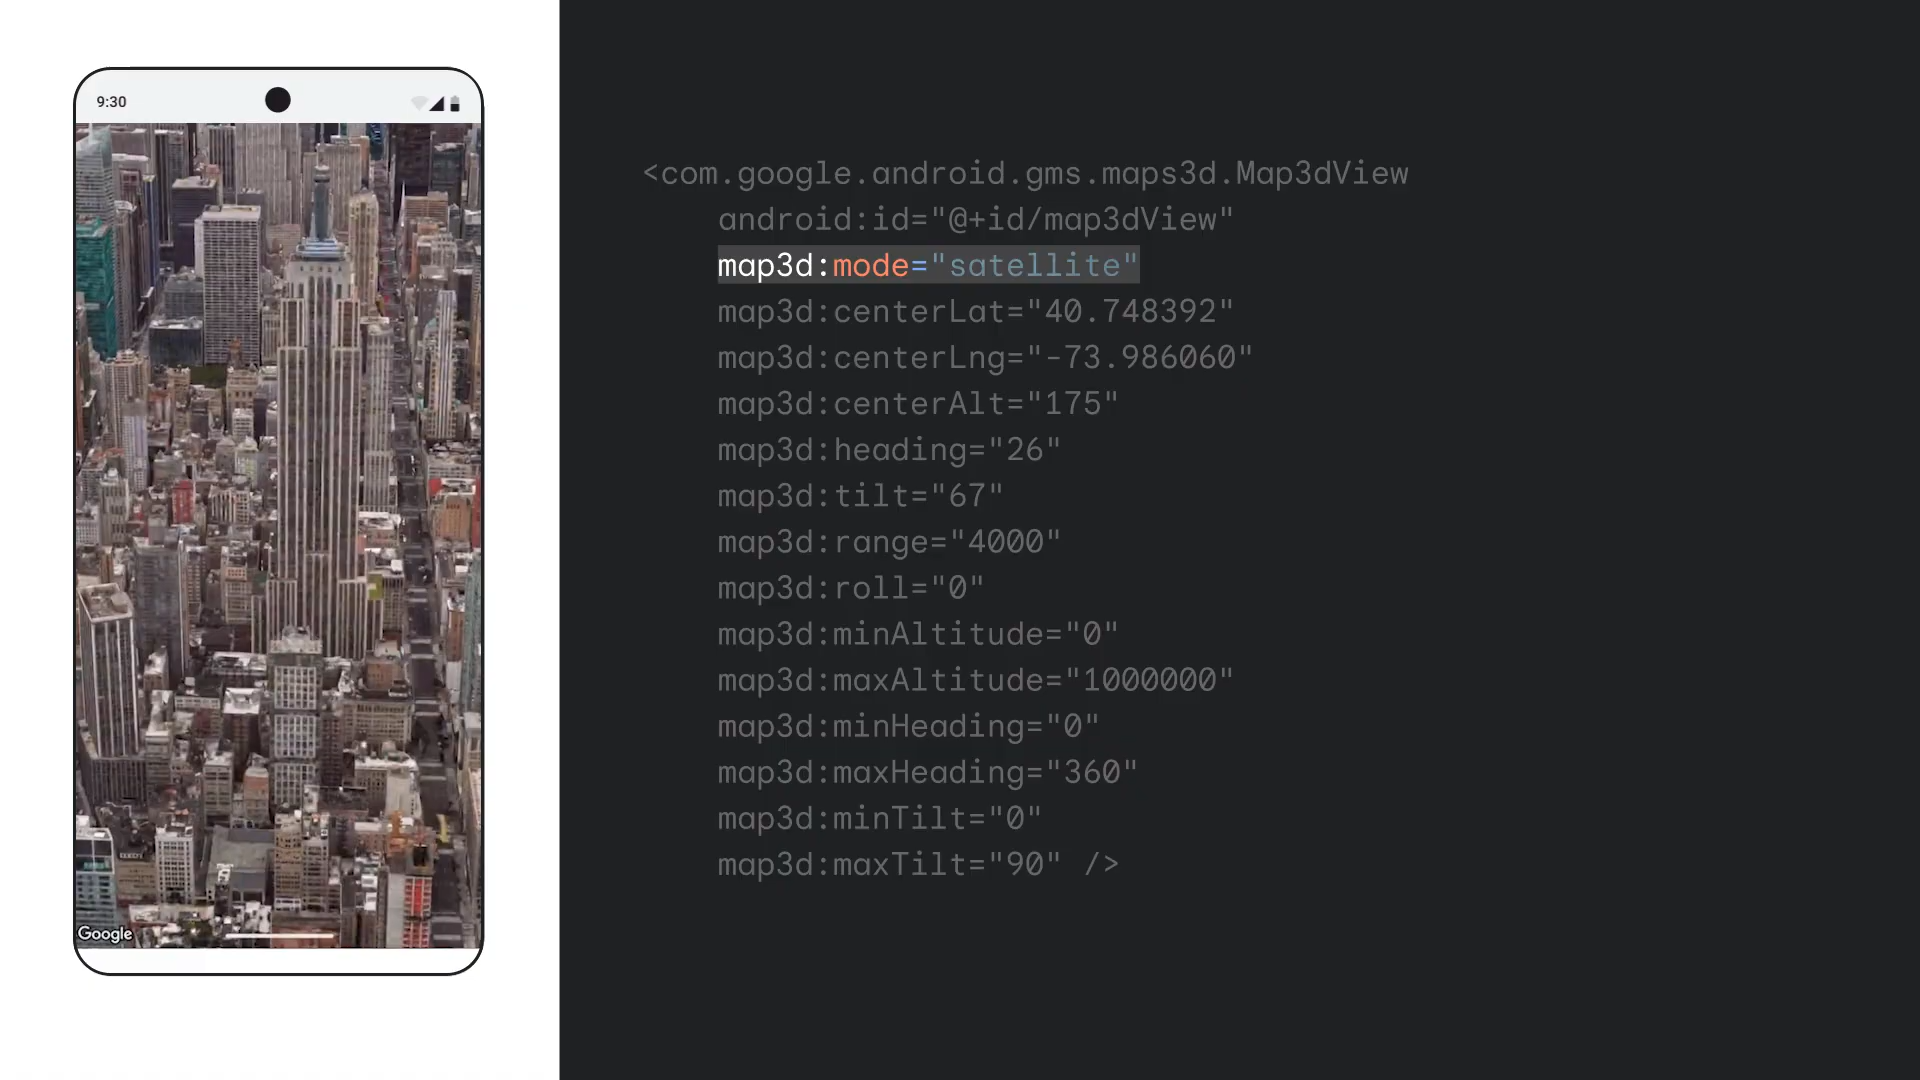 9:30
Google
<com.google.android.gms.maps3d.Map3dView
android:id="@+id/map3dView"
map3d:mode="satellite"
map3d:centerLat="40.748392"
map3d:centerLng="-73.986060"
map3d:centerAlt="175"
map3d:heading="26"
map3d:tilt="67"
map3d:range="4000"
map3d:roll="0"
map3d:minAltitude="0"
map3d:maxAltitude="1000000"
map3d:minHeading="0"
map3d:maxHeading="360"
map3d:minTilt="0"
map3d:maxTilt="90" />